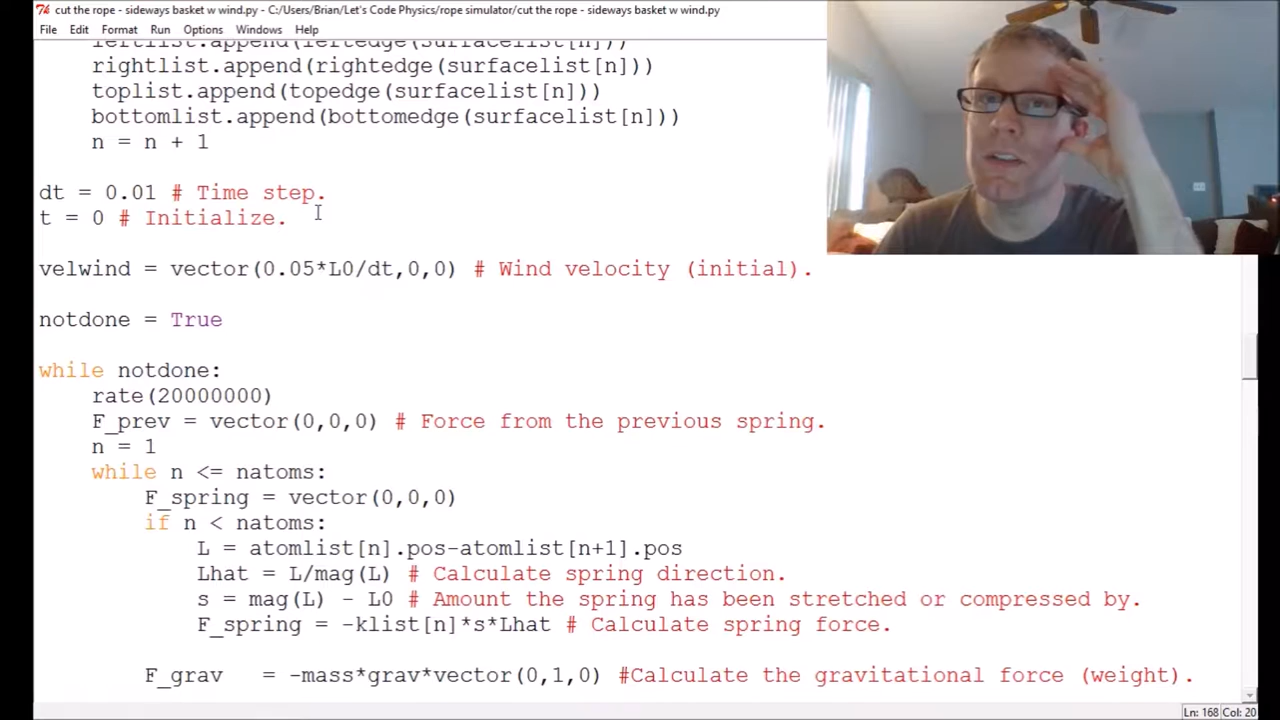 cut the rope - sideways basket w wind.py - C:/Users/Brian/Let's Code Physics/rope simulator/cut the rope - sideways basket w wind.py
File Edit Format Run Options Windows Help
leftlist.append(leftedge(surfacelist[n]))
rightlist.append(rightedge(surfacelist[n]))
toplist.append(topedge(surfacelist[n]))
bottomlist.append(bottomedge(surfacelist[n]))
n = n + 1
dt = 0.01 # Time step.
t = 0 # Initialize.
velwind = vector(0.05*L0/dt,0,0) # Wind velocity (initial).
notdone = True
while notdone:
rate(20000000)
F_prev = vector(0,0,0) # Force from the previous spring.
n = 1
while n <= natoms:
F_spring = vector(0,0,0)
if n < natoms:
L = atomlist[n].pos-atomlist[n+1].pos
Lhat = L/mag(L) # Calculate spring direction.
s = mag(L) - L0 # Amount the spring has been stretched or compressed by.
F_spring = -klist[n]*s*Lhat # Calculate spring force.
F_grav = -mass*grav*vector(0,1,0) #Calculate the gravitational force (weight).
Ln: 168 Col: 20